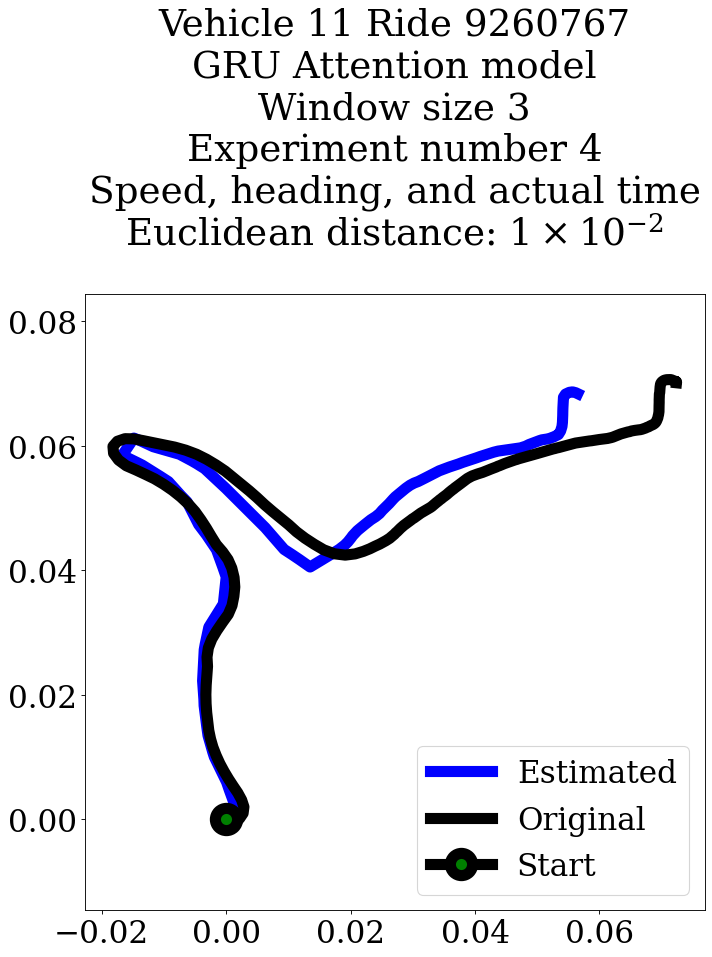 Vehicle 11 Ride 9260767
GRU Attention model
Window size 3
Experiment number 4
Speed, heading, and actual time
Euclidean distance: 1 × 10⁻²
0.08
0.06
0.04
0.02
0.00
Estimated
Original
Start
−0.02 0.00 0.02 0.04 0.06